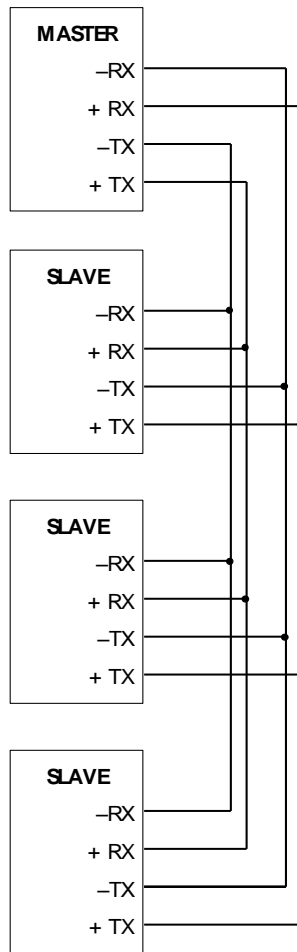 MASTER
–RX
+ RX
–TX
+ TX
SLAVE
–RX
+ RX
–TX
+ TX
SLAVE
–RX
+ RX
–TX
+ TX
SLAVE
–RX
+ RX
–TX
+ TX